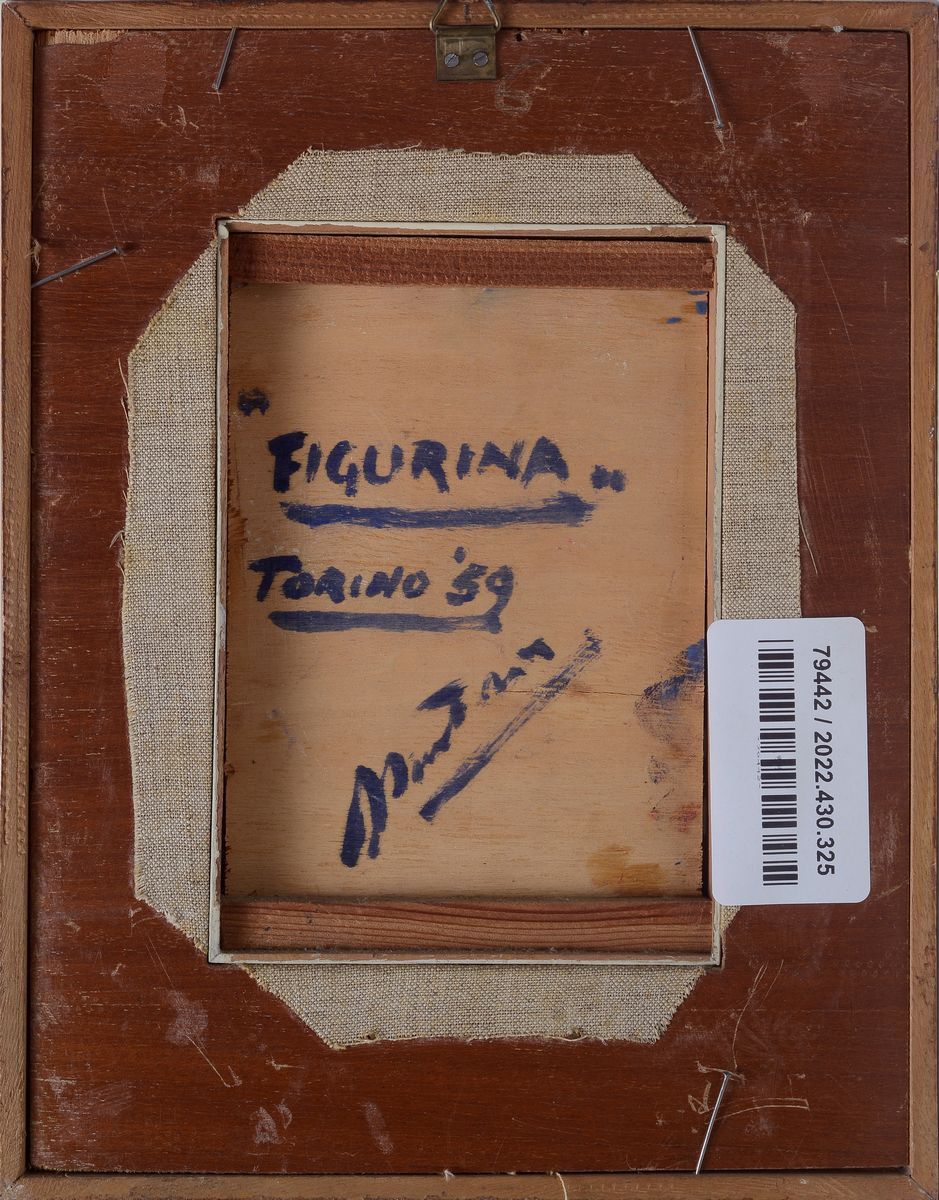 „FIGURINA„
TORINO '59
79442 / 2022.430.325